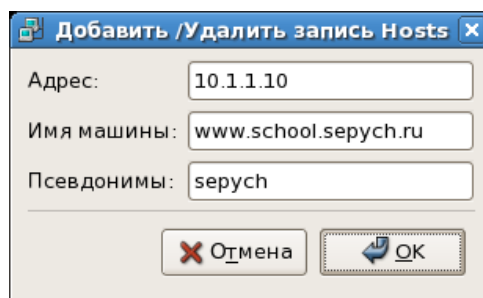 Добавить /Удалить запись Hosts
Адрес: 10.1.1.10
Имя машины: www.school.sepych.ru
Псевдонимы: sepych
Отмена OK